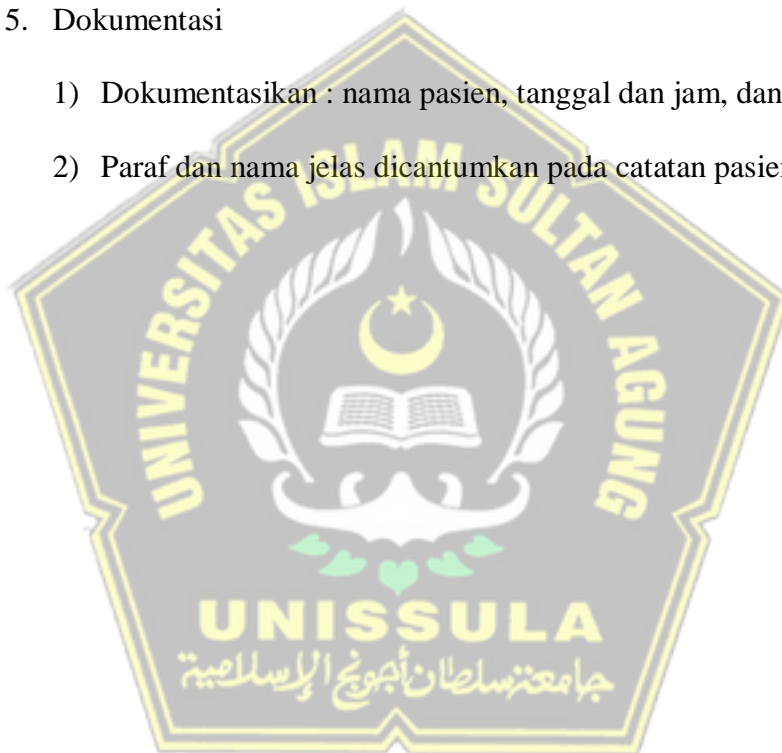 5. Dokumentasi
1) Dokumentasikan : nama pasien, tanggal dan jam, dan
2) Paraf dan nama jelas dicantumkan pada catatan pasien
UNIVERSITAS ISLAM SULTAN AGUNG
UNISSULA
جامعة سلطان أجونج الإسلامية